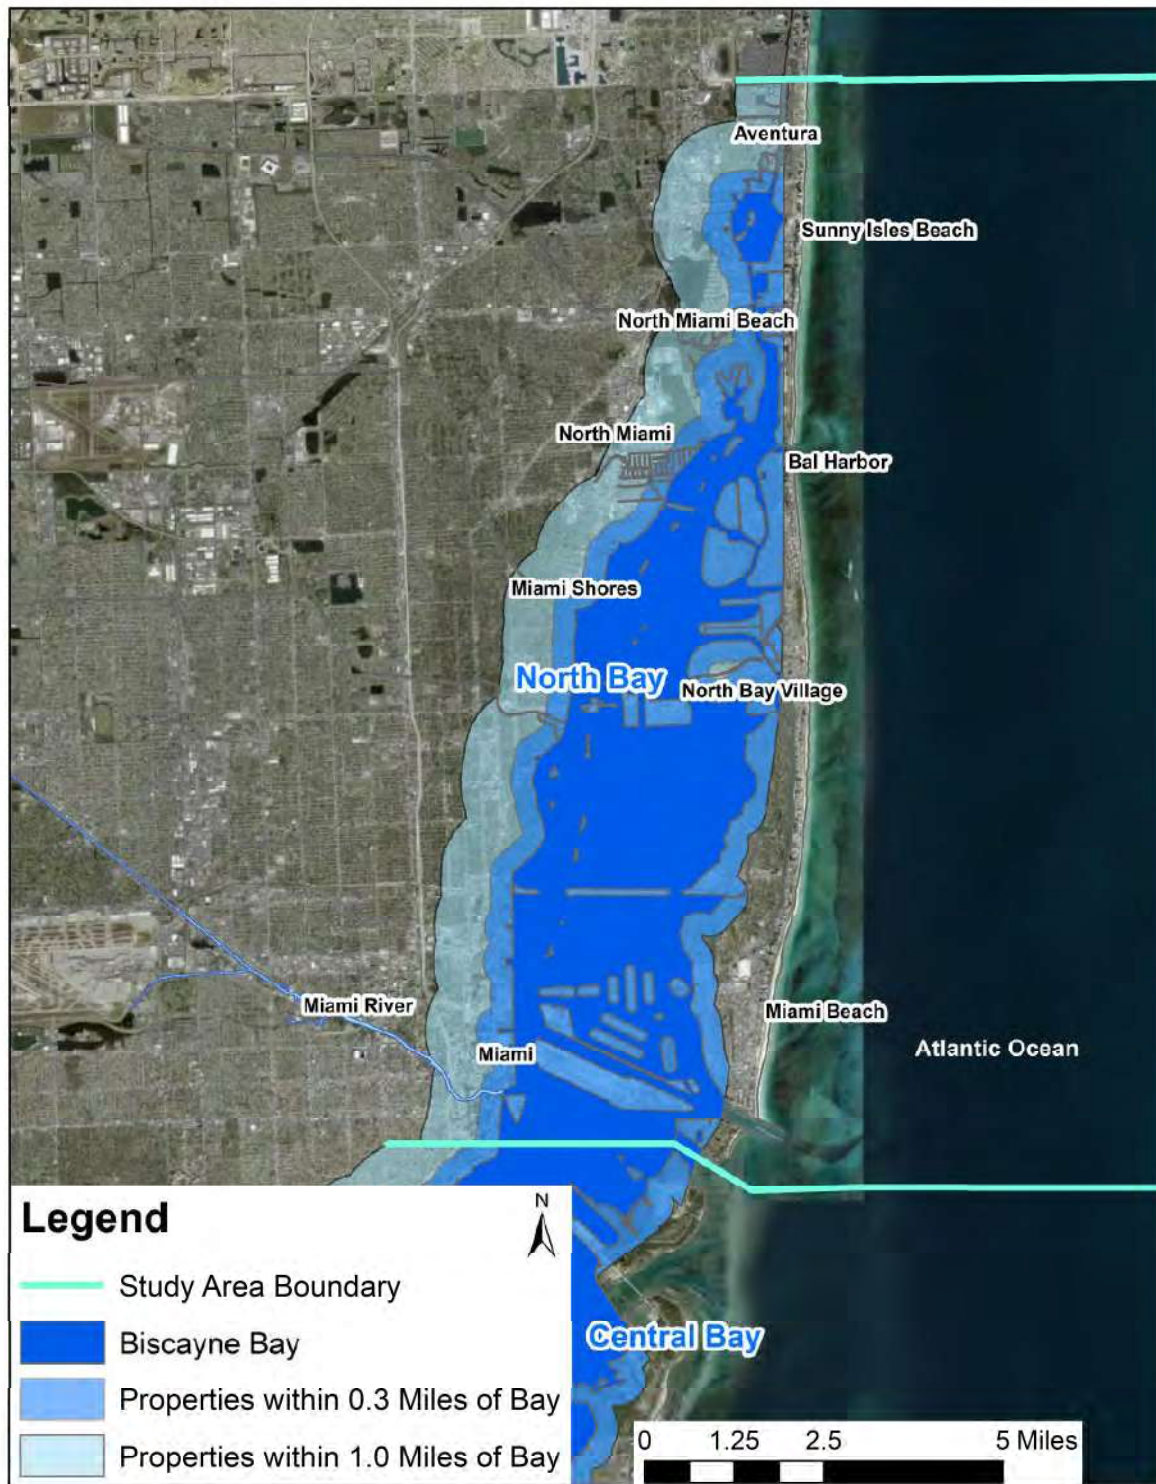 Aventura
Sunny Isles Beach
North Miami Beach
North Miami
Bal Harbor
Miami Shores
North Bay
North Bay Village
Miami River
Miami Beach
Miami
Atlantic Ocean
Legend
N
Study Area Boundary
Biscayne Bay
Central Bay
Properties within 0.3 Miles of Bay
Properties within 1.0 Miles of Bay
0 1.25 2.5 5 Miles